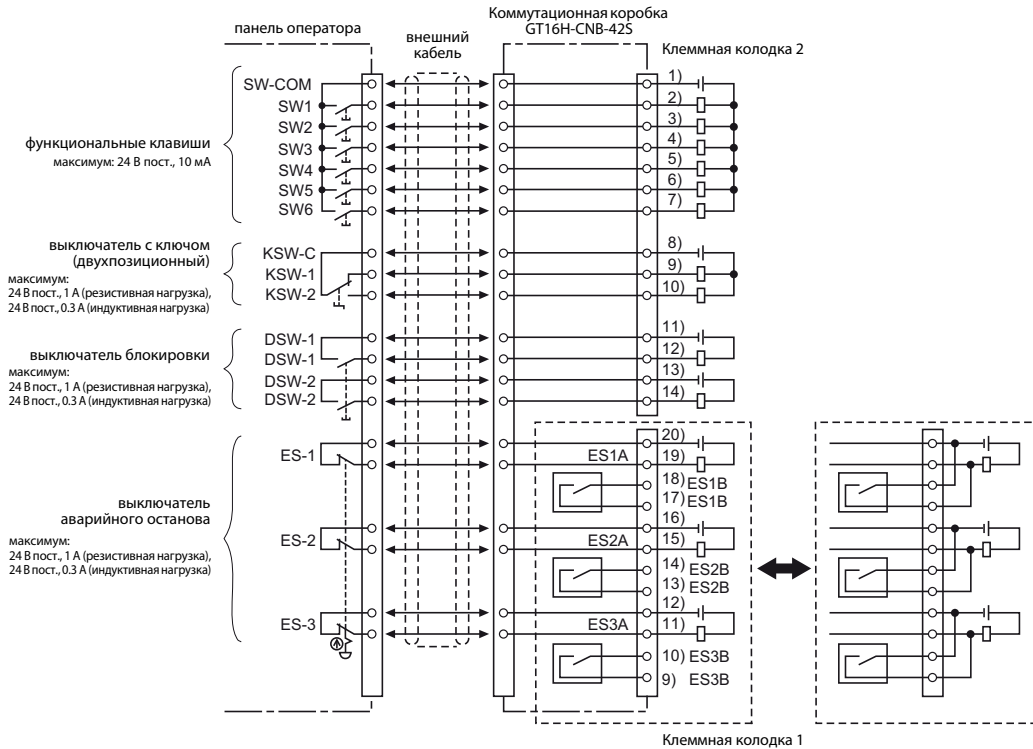 Коммутационная коробка
GT16H-CNB-42S
панель оператора
внешний
кабель
Клеммная колодка 2
функциональные клавиши
максимум: 24 В пост., 10 мА
SW-COM
SW1
SW2
SW3
SW4
SW5
SW6
1)
2)
3)
4)
5)
6)
7)
выключатель с ключом
(двухпозиционный)
максимум:
24 В пост., 1 А (резистивная нагрузка),
24 В пост., 0.3 А (индуктивная нагрузка)
KSW-C
KSW-1
KSW-2
8)
9)
10)
выключатель блокировки
максимум:
24 В пост., 1 А (резистивная нагрузка),
24 В пост., 0.3 А (индуктивная нагрузка)
DSW-1
DSW-1
DSW-2
DSW-2
11)
12)
13)
14)
выключатель
аварийного останова
максимум:
24 В пост., 1 А (резистивная нагрузка),
24 В пост., 0.3 А (индуктивная нагрузка)
ES-1
ES-2
ES-3
20)
ES1A 19)
18) ES1B
17) ES1B
16)
ES2A 15)
14) ES2B
13) ES2B
12)
ES3A 11)
10) ES3B
9) ES3B
Клеммная колодка 1